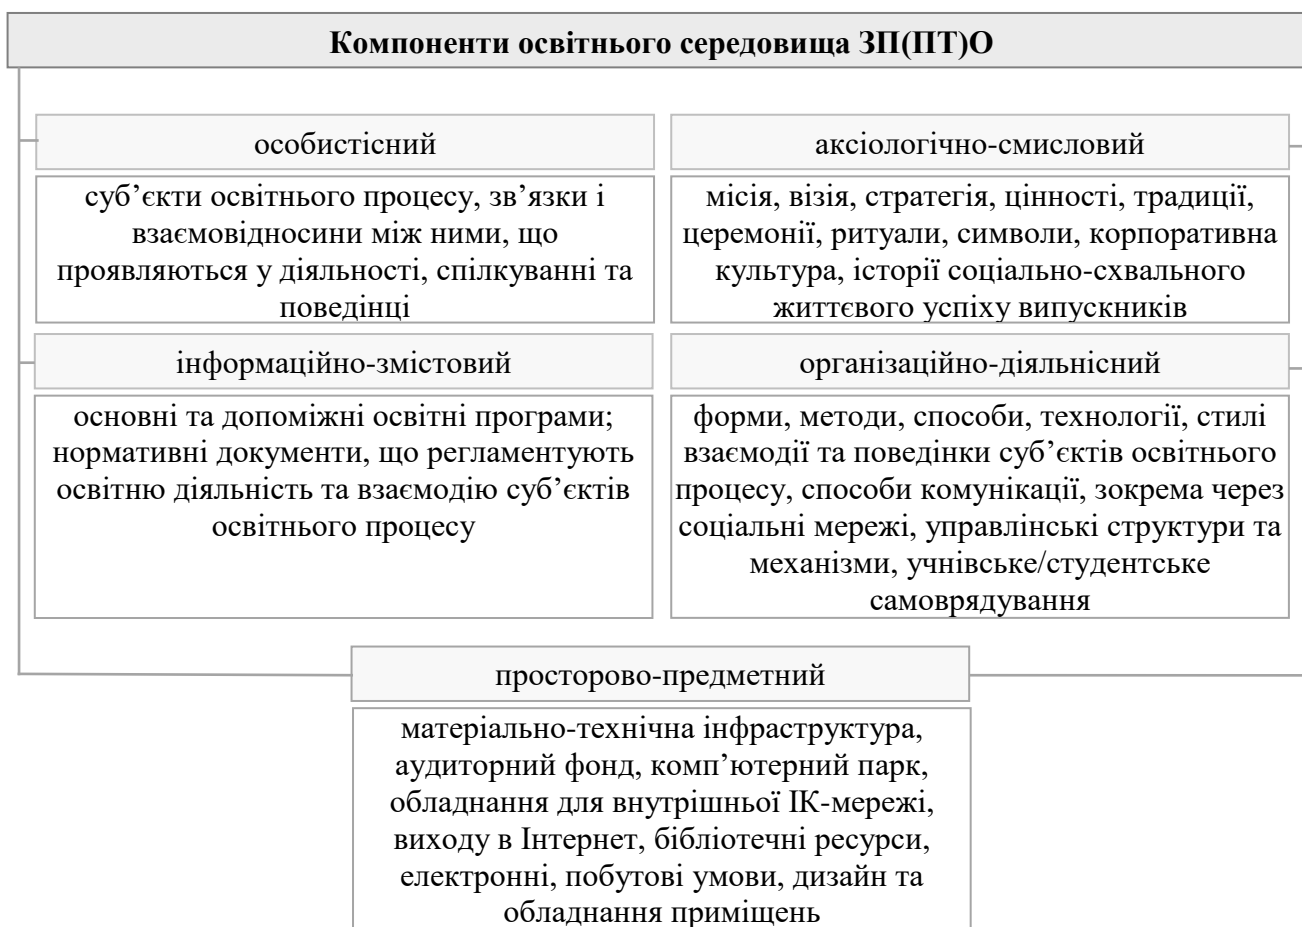 Компоненти освітнього середовища ЗП(ПТ)О
особистісний
суб’єкти освітнього процесу, зв’язки і
взаємовідносини між ними, що
проявляються у діяльності, спілкуванні та
поведінці
аксіологічно-смисловий
місія, візія, стратегія, цінності, традиції,
церемонії, ритуали, символи, корпоративна
культура, історії соціально-схвального
життєвого успіху випускників
інформаційно-змістовий
основні та допоміжні освітні програми;
нормативні документи, що регламентують
освітню діяльність та взаємодію суб’єктів
освітнього процесу
організаційно-діяльнісний
форми, методи, способи, технології, стилі
взаємодії та поведінки суб’єктів освітнього
процесу, способи комунікації, зокрема через
соціальні мережі, управлінські структури та
механізми, учнівське/студентське
самоврядування
просторово-предметний
матеріально-технічна інфраструктура,
аудиторний фонд, комп’ютерний парк,
обладнання для внутрішньої ІК-мережі,
виходу в Інтернет, бібліотечні ресурси,
електронні, побутові умови, дизайн та
обладнання приміщень